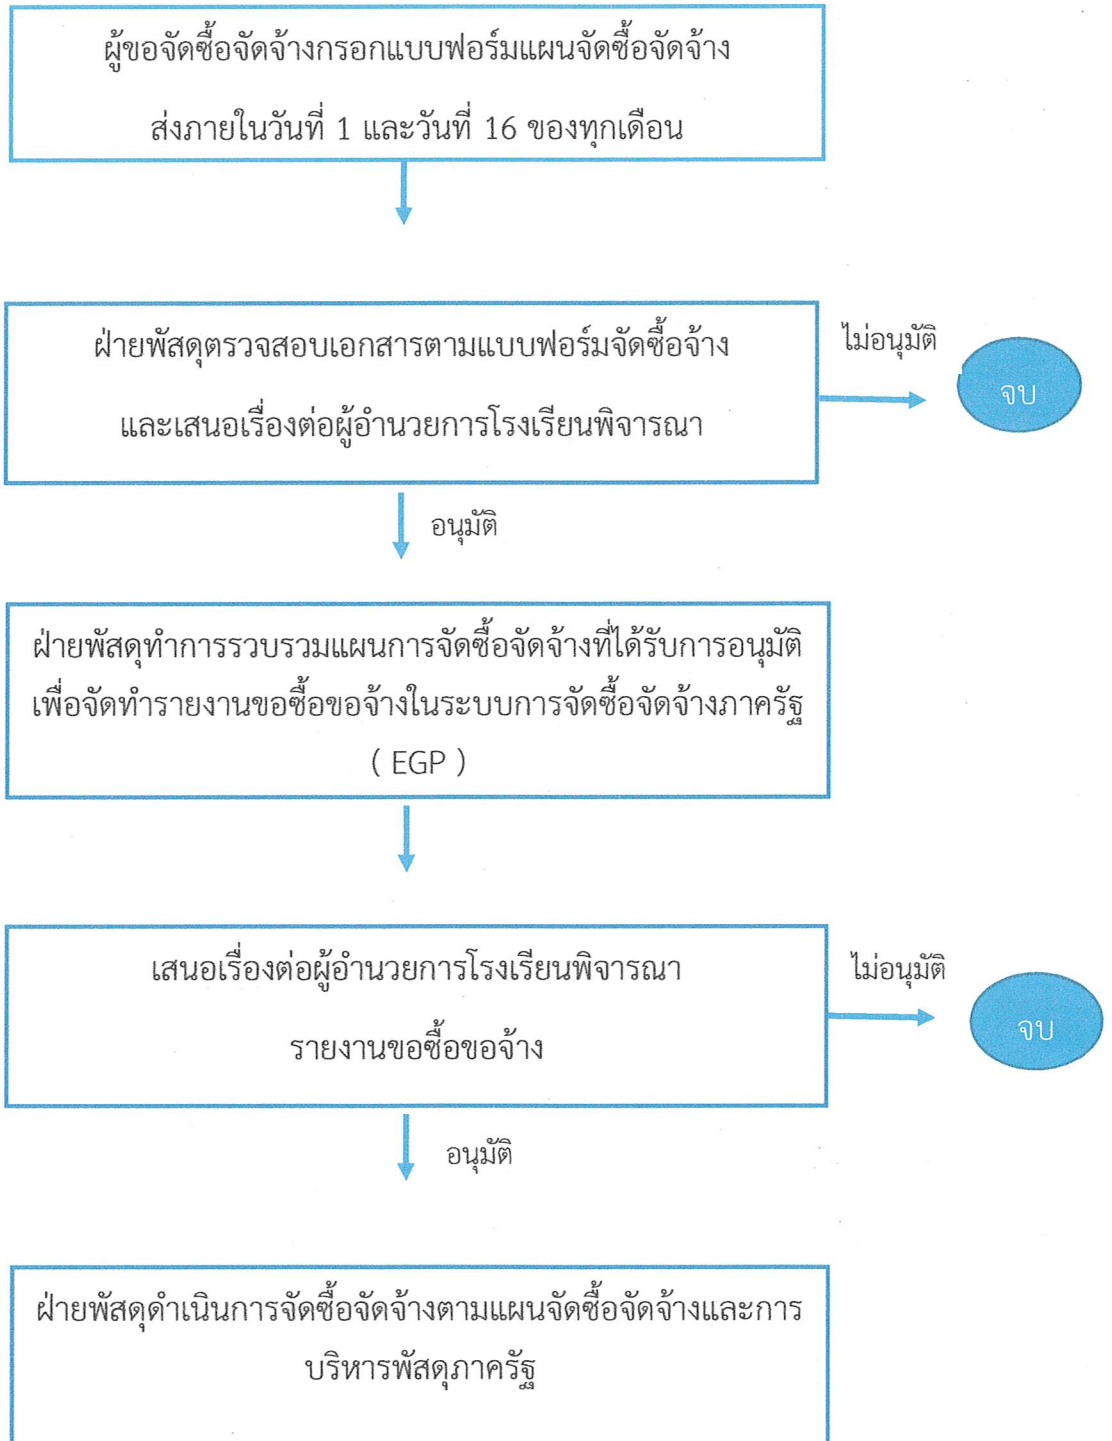 ผู้ขอจัดซื้อจัดจ้างกรอกแบบฟอร์มแผนจัดซื้อจัดจ้าง
ส่งภายในวันที่ 1 และวันที่ 16 ของทุกเดือน
ฝ่ายพัสดุตรวจสอบเอกสารตามแบบฟอร์มจัดซื้อจ้าง
และเสนอเรื่องต่อผู้อำนวยการโรงเรียนพิจารณา
ไม่อนุมัติ
จบ
อนุมัติ
ฝ่ายพัสดุทำการรวบรวมแผนการจัดซื้อจัดจ้างที่ได้รับการอนุมัติ
เพื่อจัดทำรายงานขอซื้อขอจ้างในระบบการจัดซื้อจัดจ้างภาครัฐ
( EGP )
เสนอเรื่องต่อผู้อำนวยการโรงเรียนพิจารณา
รายงานขอซื้อขอจ้าง
ไม่อนุมัติ
จบ
อนุมัติ
ฝ่ายพัสดุดำเนินการจัดซื้อจัดจ้างตามแผนจัดซื้อจัดจ้างและการ
บริหารพัสดุภาครัฐ